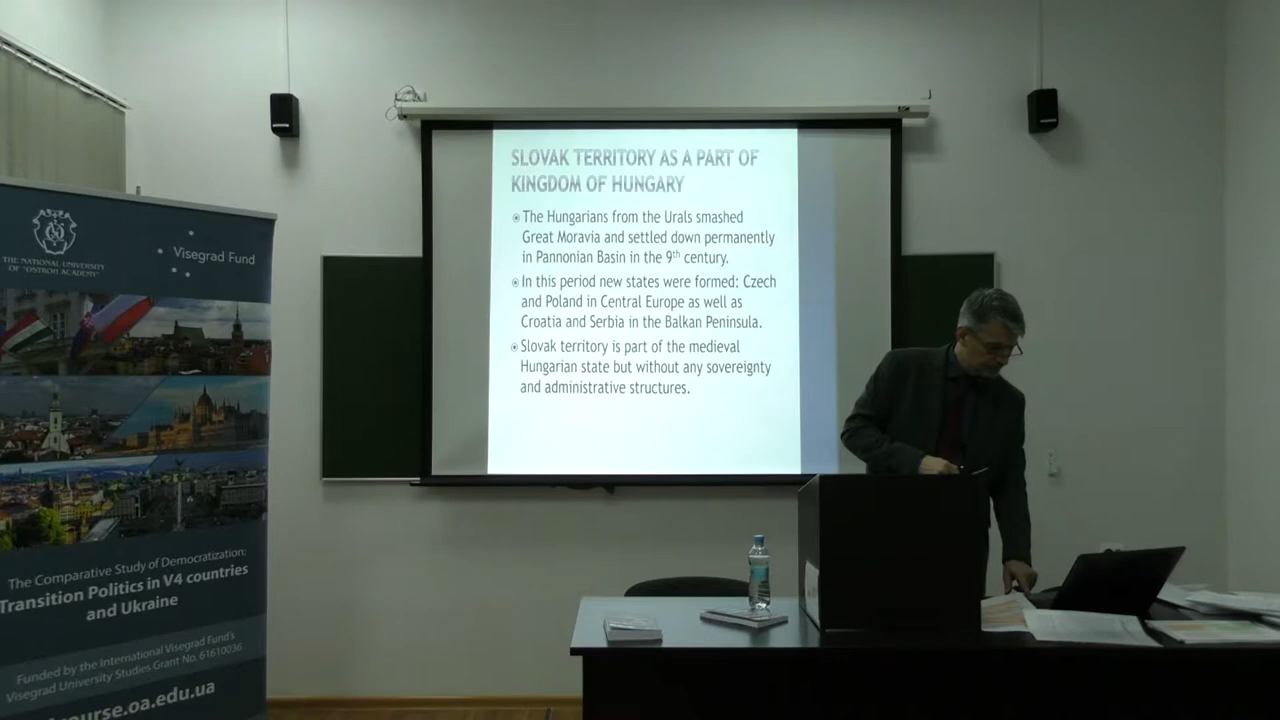 THE NATIONAL UNIVERSITY
OF "OSTROH ACADEMY"
Visegrad Fund
The Comparative Study of Democratization:
Transition Politics in V4 countries
and Ukraine
Funded by the International Visegrad Fund's
Visegrad University Studies Grant No. 61610036
ourse.oa.edu.ua
SLOVAK TERRITORY AS A PART OF
KINGDOM OF HUNGARY
The Hungarians from the Urals smashed
Great Moravia and settled down permanently
in Pannonian Basin in the 9th century.
In this period new states were formed: Czech
and Poland in Central Europe as well as
Croatia and Serbia in the Balkan Peninsula.
Slovak territory is part of the medieval
Hungarian state but without any sovereignty
and administrative structures.